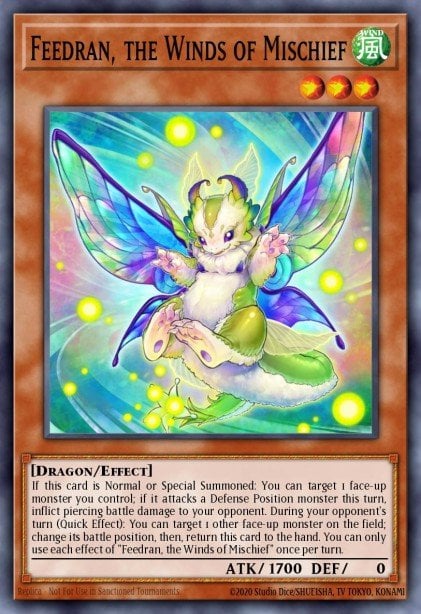 FEEDRAN, THE WINDS OF MISCHIEF
WIND
風
[DRAGON/EFFECT]
If this card is Normal or Special Summoned: You can target 1 face-up
monster you control; if it attacks a Defense Position monster this turn,
inflict piercing battle damage to your opponent. During your opponent's
turn (Quick Effect): You can target 1 other face-up monster on the field;
change its battle position, then, return this card to the hand. You can only
use each effect of "Feedran, the Winds of Mischief" once per turn.
ATK/ 1700 DEF/ 0
Replica - Not For Use in Sanctioned Tournaments
©2020 Studio Dice/SHUEISHA, TV TOKYO, KONAMI